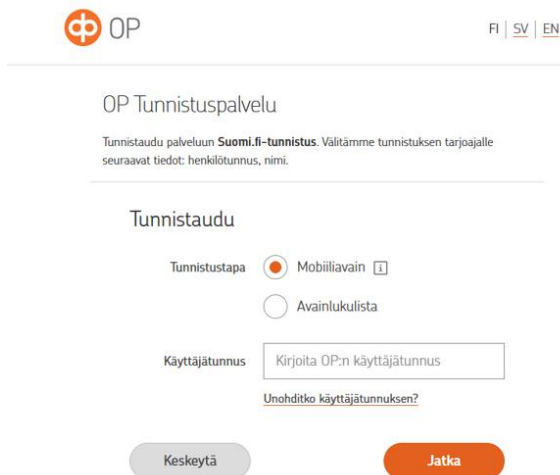 OP
FI | SV | EN
OP Tunnistuspalvelu
Tunnistaudu palveluun Suomi.fi-tunnistus. Välitämme tunnistuksen tarjoajalle
seuraavat tiedot: henkilötunnus, nimi.
Tunnistaudu
Tunnistustapa Mobiiliavain i
Avainlukulista
Käyttäjätunnus Kirjoita OP:n käyttäjätunnus
Unohditko käyttäjätunnuksen?
Keskeytä Jatka